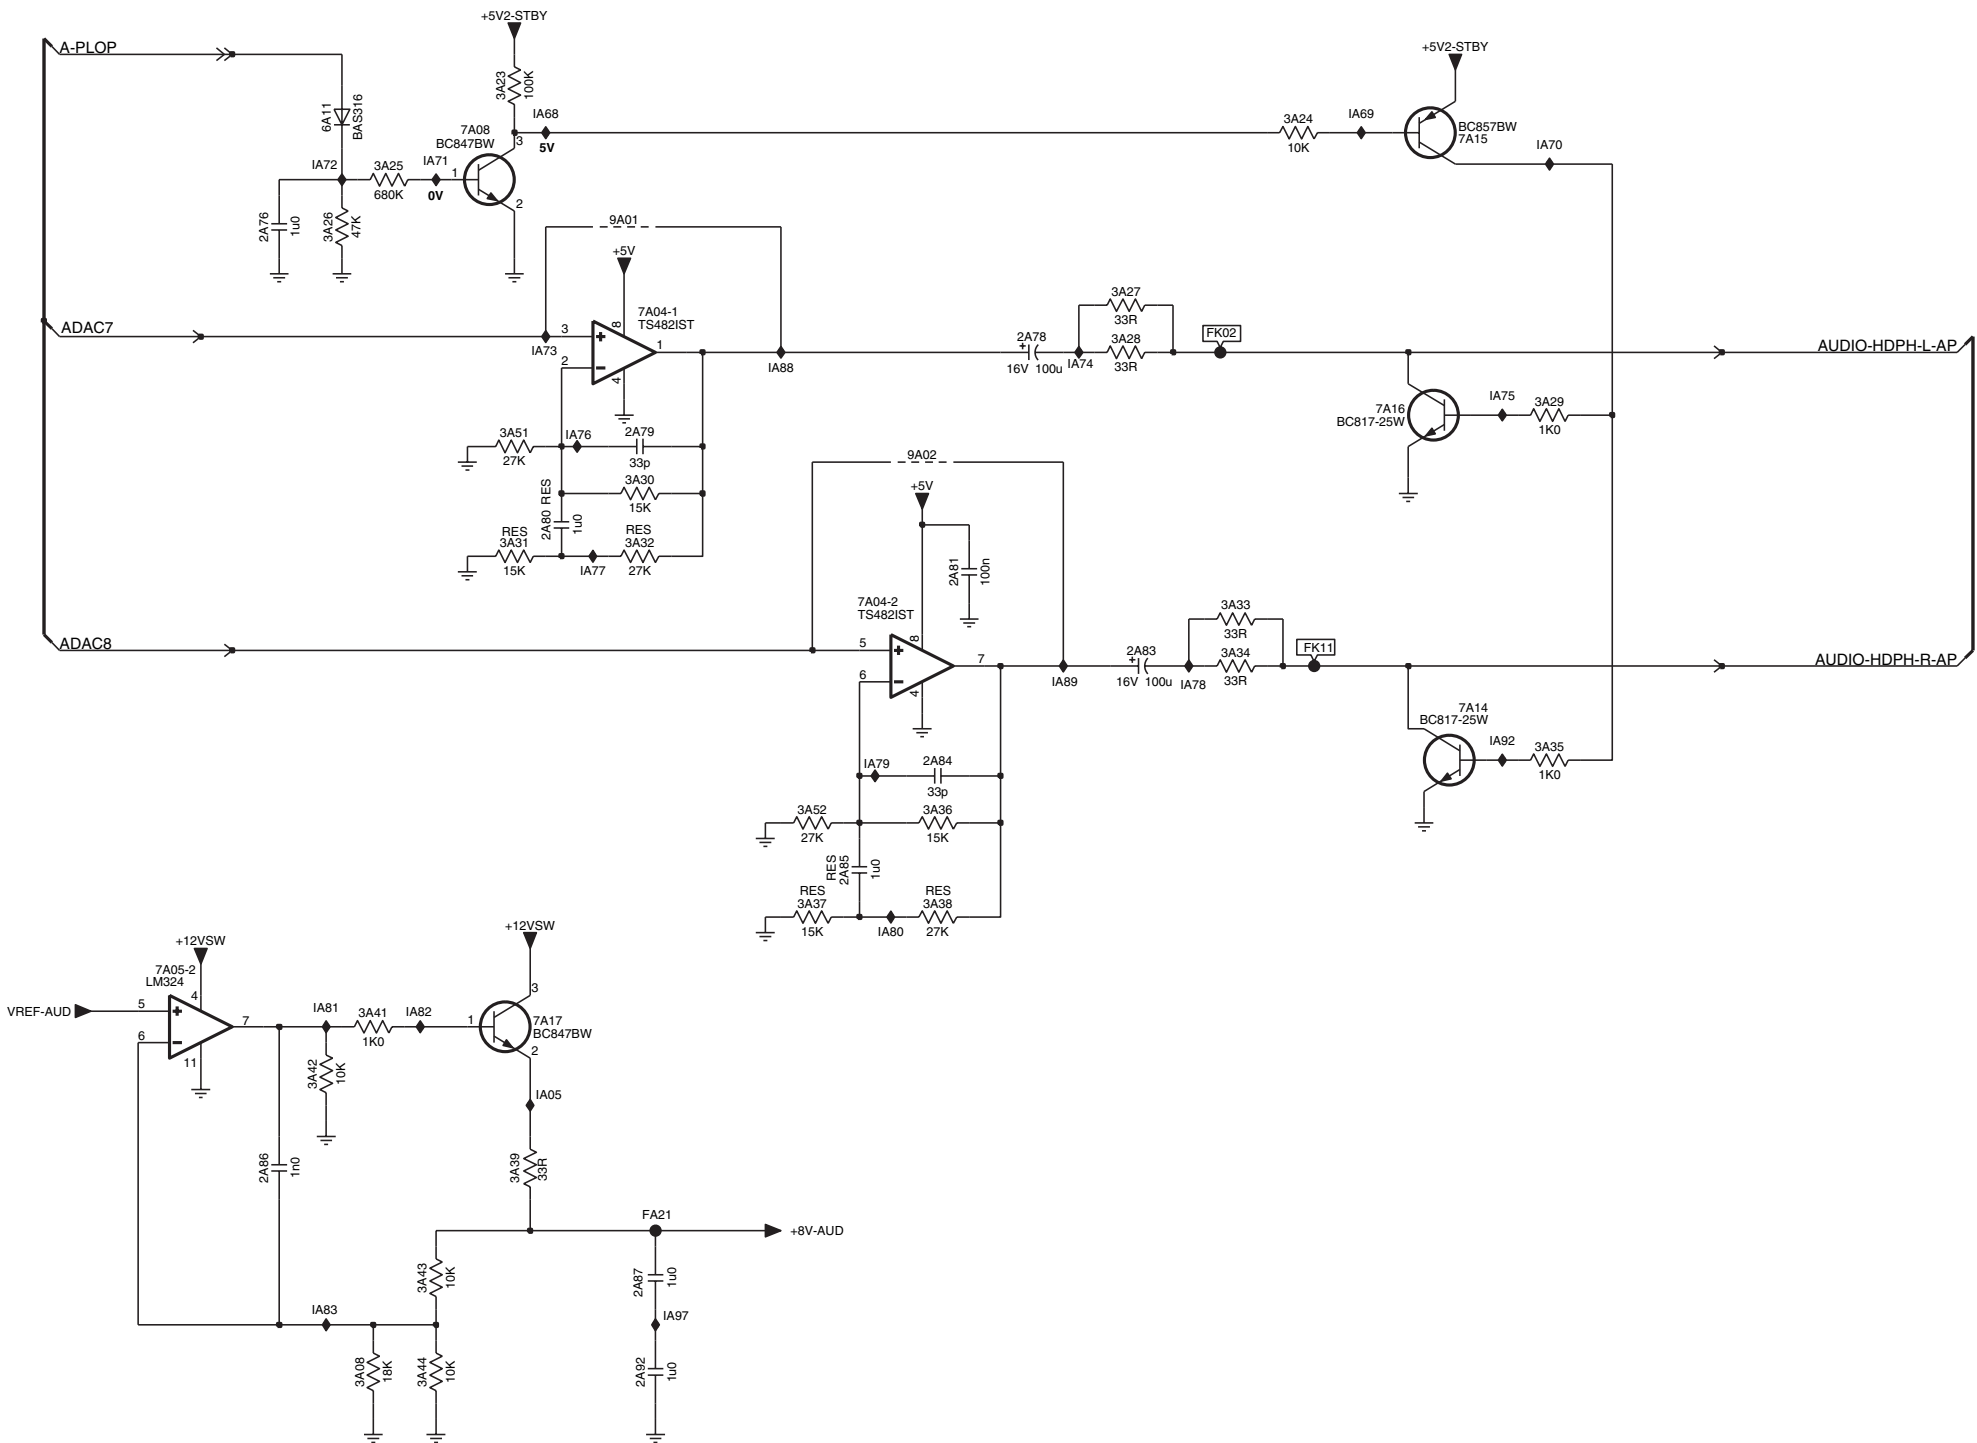 +5V2-STBY
A-PLOP
3A23
100K
+5V2-STBY
6A11
BAS316
IA68
5V
7A08
BC847BW
3
3A24
10K
IA69
BC857BW
7A15
IA70
IA72
3A25
680K
IA71
0V
1
2
2A76
1u0
3A26
47K
9A01
+5V
ADAC7
7A04-1
TS482IST
3
8
1
IA73
2
4
IA88
2A78
+
16V 100u
IA74
3A27
33R
3A28
33R
FK02
AUDIO-HDPH-L-AP
7A16
BC817-25W
IA75
3A29
1K0
3A51
27K
IA76
2A79
33p
3A30
15K
2A80 RES
1u0
RES
3A31
15K
IA77
RES
3A32
27K
9A02
+5V
2A81
100n
ADAC8
7A04-2
TS482IST
5
8
7
6
4
IA89
2A83
+
16V 100u
IA78
3A33
33R
3A34
33R
FK11
AUDIO-HDPH-R-AP
7A14
BC817-25W
IA92
3A35
1K0
IA79
2A84
33p
3A52
27K
3A36
15K
RES
2A85
1u0
RES
3A37
15K
IA80
RES
3A38
27K
+12VSW
7A05-2
LM324
4
VREF-AUD
5
7
6
11
IA81
3A41
1K0
IA82
+12VSW
3
1
7A17
BC847BW
2
3A42
10K
IA05
2A86
1n0
3A39
33R
FA21
+8V-AUD
3A43
10K
2A87
1u0
IA83
IA97
3A08
18K
3A44
10K
2A92
1u0